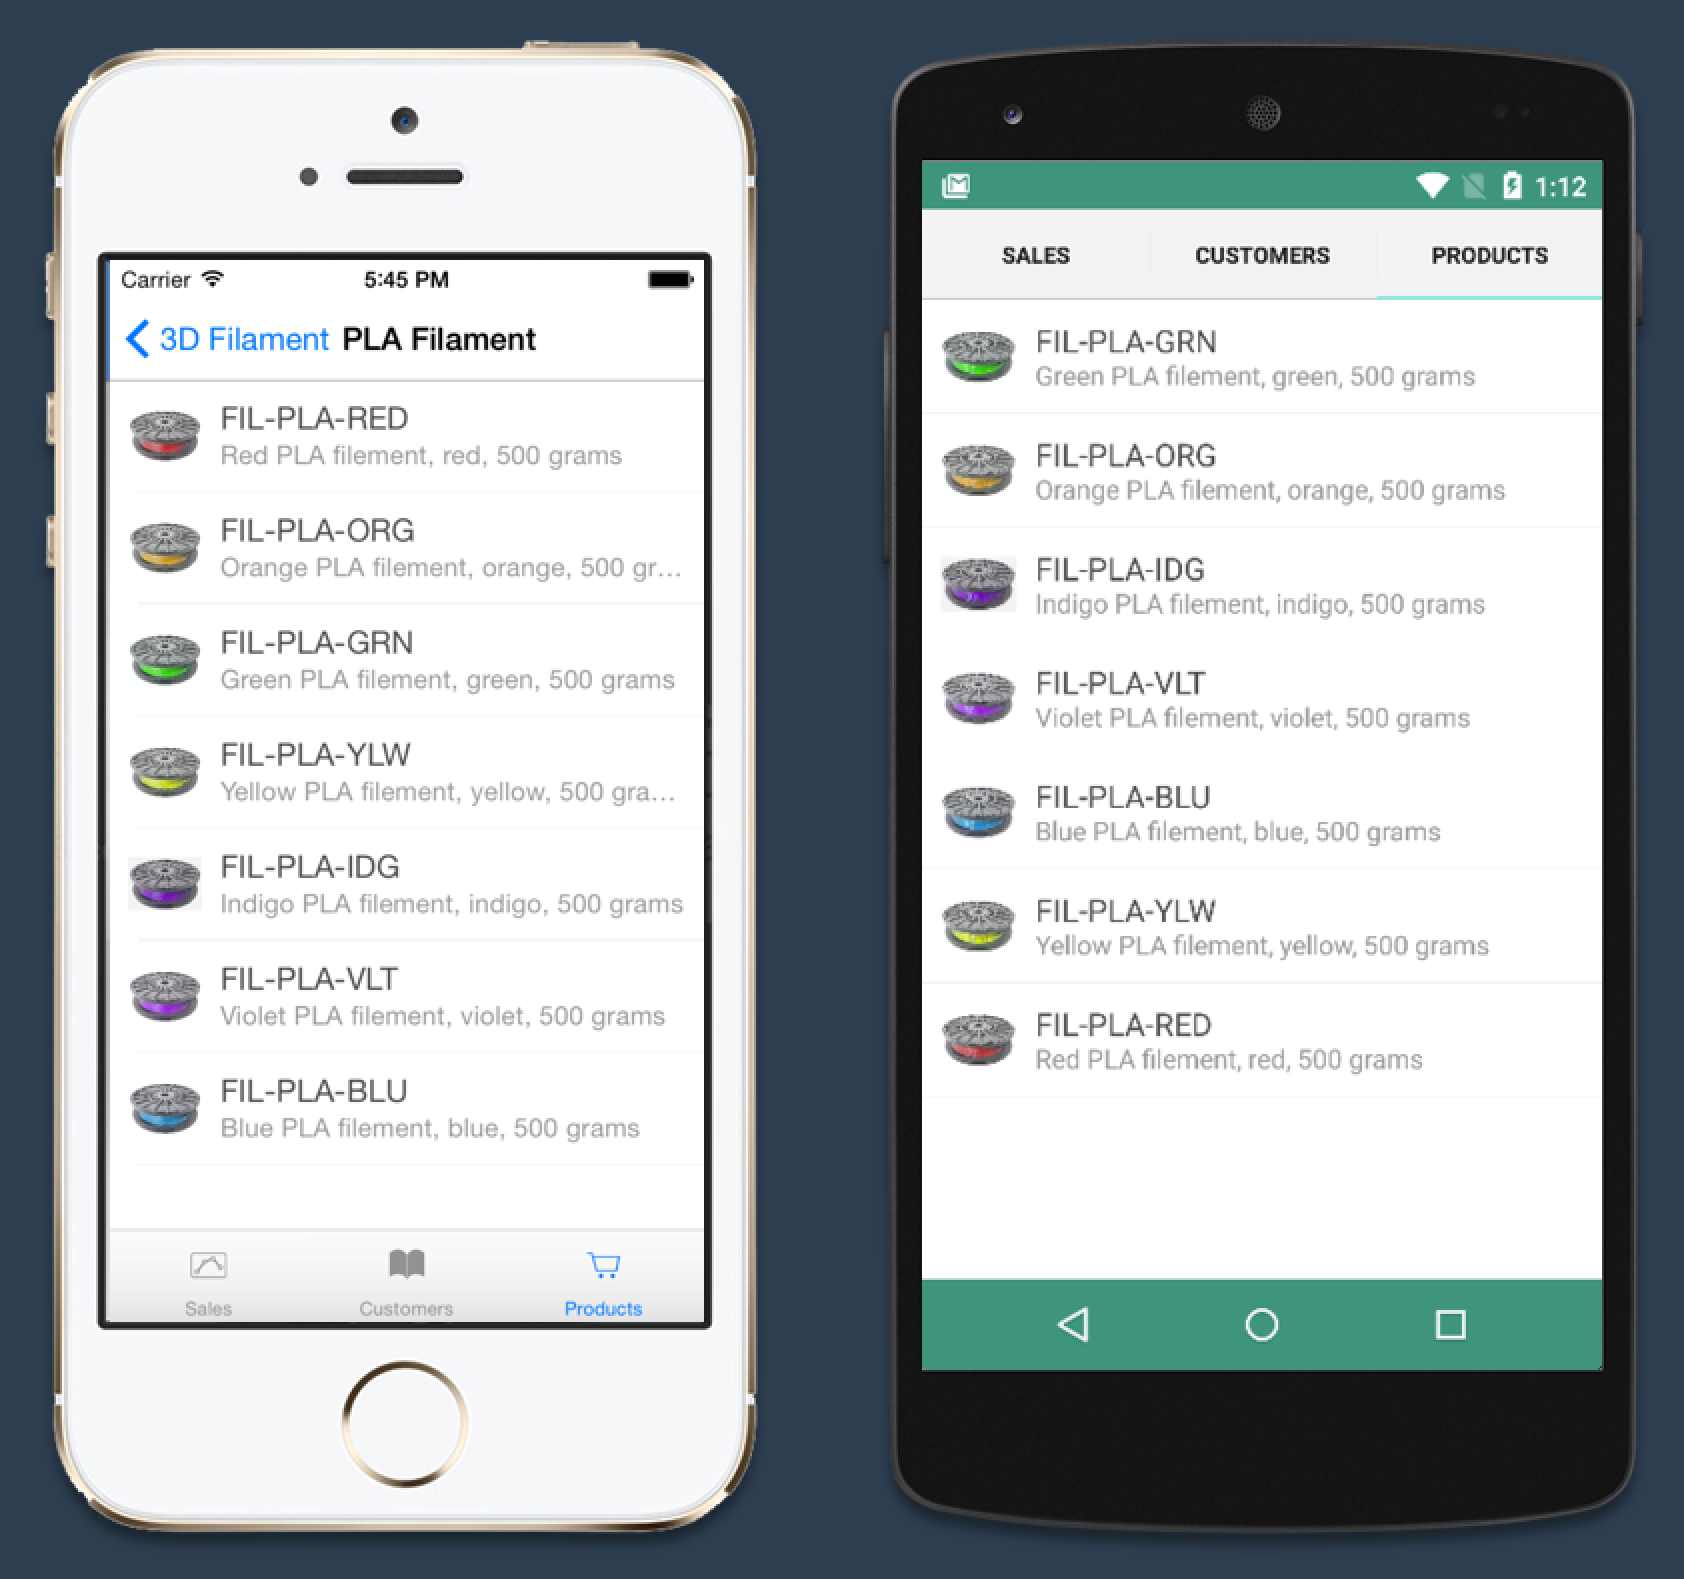 Carrier
5:45 PM
3D Filament PLA Filament
FIL-PLA-RED
Red PLA filement, red, 500 grams
FIL-PLA-ORG
Orange PLA filement, orange, 500 gr...
FIL-PLA-GRN
Green PLA filement, green, 500 grams
FIL-PLA-YLW
Yellow PLA filement, yellow, 500 gra...
FIL-PLA-IDG
Indigo PLA filement, indigo, 500 grams
FIL-PLA-VLT
Violet PLA filement, violet, 500 grams
FIL-PLA-BLU
Blue PLA filement, blue, 500 grams
Sales Customers Products
1:12
SALES CUSTOMERS PRODUCTS
FIL-PLA-GRN
Green PLA filement, green, 500 grams
FIL-PLA-ORG
Orange PLA filement, orange, 500 grams
FIL-PLA-IDG
Indigo PLA filement, indigo, 500 grams
FIL-PLA-VLT
Violet PLA filement, violet, 500 grams
FIL-PLA-BLU
Blue PLA filement, blue, 500 grams
FIL-PLA-YLW
Yellow PLA filement, yellow, 500 grams
FIL-PLA-RED
Red PLA filement, red, 500 grams